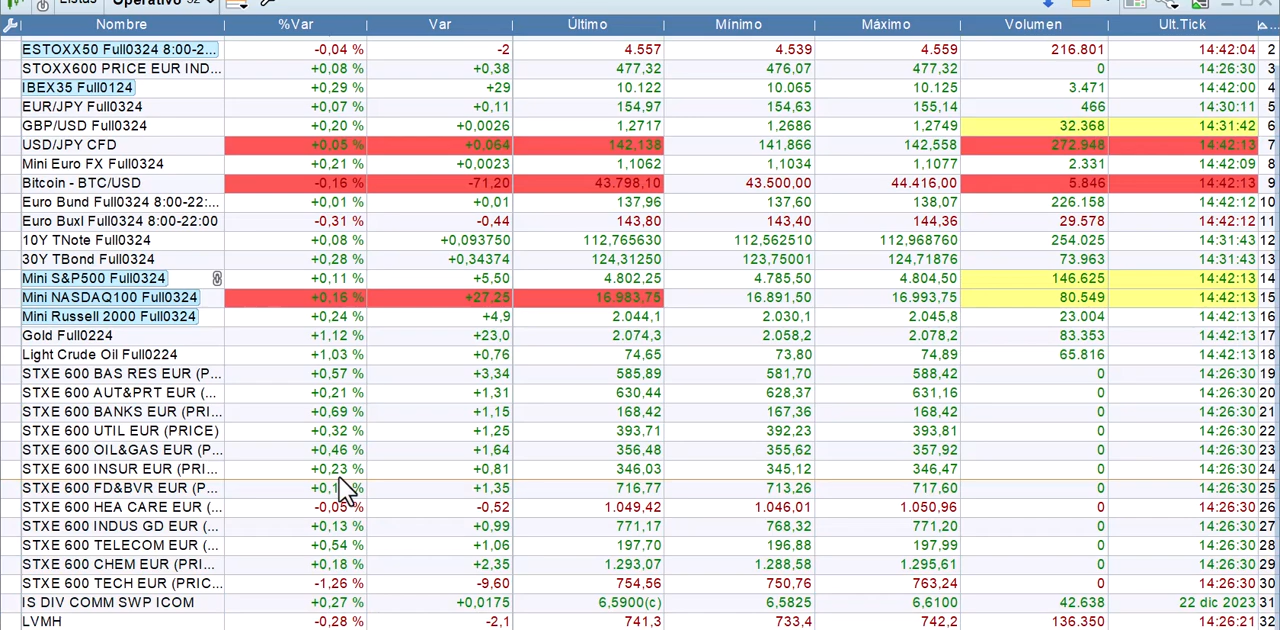 Listas Operativo 32
Nombre %Var Var Último Mínimo Máximo Volumen Ult.Tick
ESTOXX50 Full0324 8:00-2... -0,04 % -2 4.557 4.539 4.559 216.801 14:42:04 2
STOXX600 PRICE EUR IND... +0,08 % +0,38 477,32 476,07 477,32 0 14:26:30 3
IBEX35 Full0124 +0,29 % +29 10.122 10.065 10.125 3.471 14:42:00 4
EUR/JPY Full0324 +0,07 % +0,11 154,97 154,63 155,14 466 14:30:11 5
GBP/USD Full0324 +0,20 % +0,0026 1,2717 1,2686 1,2749 32.368 14:31:42 6
USD/JPY CFD +0,05 % +0,064 142,138 141,866 142,558 272.948 14:42:13 7
Mini Euro FX Full0324 +0,21 % +0,0023 1,1062 1,1034 1,1077 2.331 14:42:09 8
Bitcoin - BTC/USD -0,16 % -71,20 43.798,10 43.500,00 44.416,00 5.846 14:42:13 9
Euro Bund Full0324 8:00-22:... +0,01 % +0,01 137,96 137,60 138,07 226.158 14:42:12 10
Euro Buxl Full0324 8:00-22:00 -0,31 % -0,44 143,80 143,40 144,36 29.578 14:42:12 11
10Y TNote Full0324 +0,08 % +0,093750 112,765630 112,562510 112,968760 254.025 14:31:43 12
30Y TBond Full0324 +0,28 % +0,34374 124,31250 123,75001 124,71876 73.963 14:31:43 13
Mini S&P500 Full0324 +0,11 % +5,50 4.802,25 4.785,50 4.804,50 146.625 14:42:13 14
Mini NASDAQ100 Full0324 +0,16 % +27,25 16.983,75 16.891,50 16.993,75 80.549 14:42:13 15
Mini Russell 2000 Full0324 +0,24 % +4,9 2.044,1 2.030,1 2.045,8 23.004 14:42:13 16
Gold Full0224 +1,12 % +23,0 2.074,3 2.058,2 2.078,2 83.353 14:42:13 17
Light Crude Oil Full0224 +1,03 % +0,76 74,65 73,80 74,89 65.816 14:42:13 18
STXE 600 BAS RES EUR (P... +0,57 % +3,34 585,89 581,70 588,42 0 14:26:30 19
STXE 600 AUT&PRT EUR (... +0,21 % +1,31 630,44 628,37 631,16 0 14:26:30 20
STXE 600 BANKS EUR (PRI... +0,69 % +1,15 168,42 167,36 168,42 0 14:26:30 21
STXE 600 UTIL EUR (PRICE) +0,32 % +1,25 393,71 392,23 393,81 0 14:26:30 22
STXE 600 OIL&GAS EUR (P... +0,46 % +1,64 356,48 355,62 357,92 0 14:26:30 23
STXE 600 INSUR EUR (PRI... +0,23 % +0,81 346,03 345,12 346,47 0 14:26:30 24
STXE 600 FD&BVR EUR (P... % +1,35 716,77 713,26 717,60 0 14:26:30 25
STXE 600 HEA CARE EUR (... -0,05 % -0,52 1.049,42 1.046,01 1.050,96 0 14:26:30 26
STXE 600 INDUS GD EUR (... +0,13 % +0,99 771,17 768,32 771,20 0 14:26:30 27
STXE 600 TELECOM EUR (... +0,54 % +1,06 197,70 196,88 197,99 0 14:26:30 28
STXE 600 CHEM EUR (PRI... +0,18 % +2,35 1.293,07 1.288,58 1.295,61 0 14:26:30 29
STXE 600 TECH EUR (PRIC... -1,26 % -9,60 754,56 750,76 763,24 0 14:26:30 30
IS DIV COMM SWP ICOM +0,27 % +0,0175 6,5900(c) 6,5825 6,6100 42.638 22 dic 2023 31
LVMH -0,28 % -2,1 741,3 733,4 742,2 136.350 14:26:21 32